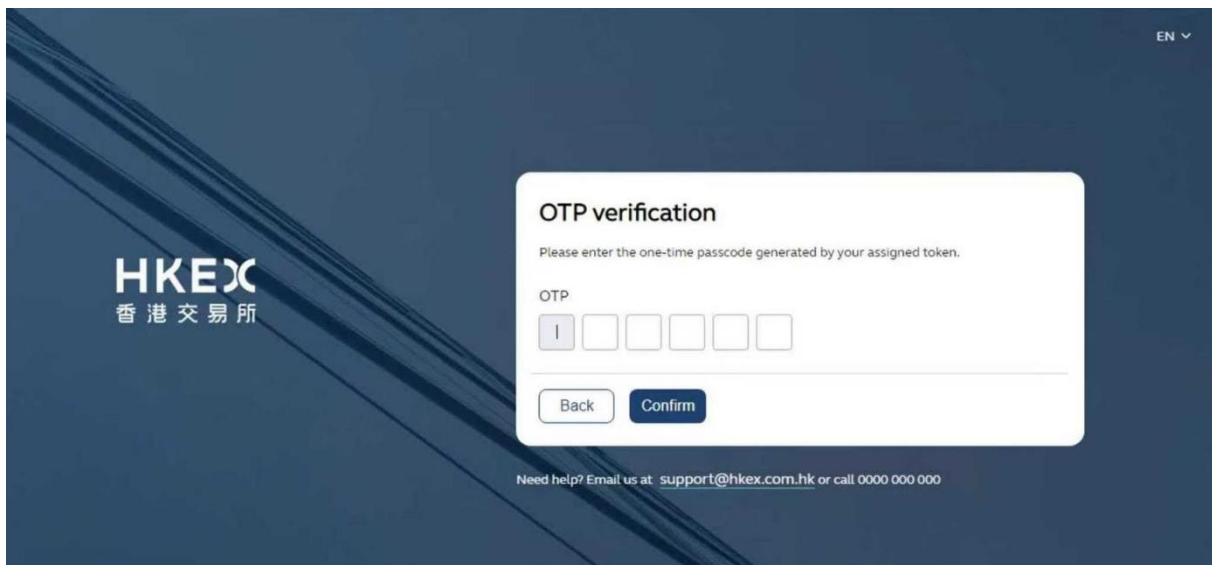 EN
HKEX
香港交易所
OTP verification
Please enter the one-time passcode generated by your assigned token.
OTP
Back
Confirm
Need help? Email us at support@hkex.com.hk or call 0000 000 000